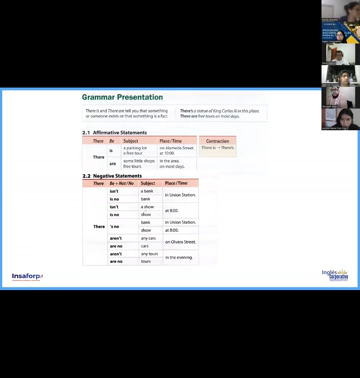 Grammar Presentation
There is and There are tell you that something
or someone exists or that something is a fact.
There's a statue of King Carlos III in this plaza.
There are free tours on most days.
2.1 Affirmative Statements
There Be Subject Place/Time
There
is
a parking lot
a free tour
on Alameda Street.
at 10:00.
are
some little shops
free tours
in the area.
on most days.
Contraction
There is → There's
2.2 Negative Statements
There Be + Not/No Subject Place/Time
There
isn't a bank
is no bank
in Union Station.
isn't a show
is no show
at 8:00.
's no
bank in Union Station.
show at 8:00.
aren't any cars
are no cars
on Olvera Street.
aren't any tours
are no tours
in the evening.
Insaforp
Inglés
Corporativo